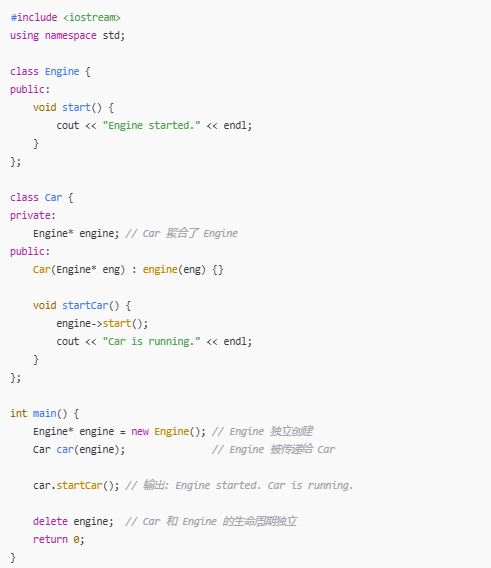 #include <iostream>
using namespace std;
class Engine {
public:
    void start() {
        cout << "Engine started." << endl;
    }
};
class Car {
private:
    Engine* engine; // Car 聚合了 Engine
public:
    Car(Engine* eng) : engine(eng) {}
    void startCar() {
        engine->start();
        cout << "Car is running." << endl;
    }
};
int main() {
    Engine* engine = new Engine(); // Engine 独立创建
    Car car(engine);               // Engine 被传递给 Car
    car.startCar(); // 输出: Engine started. Car is running.
    delete engine;  // Car 和 Engine 的生命周期独立
    return 0;
}